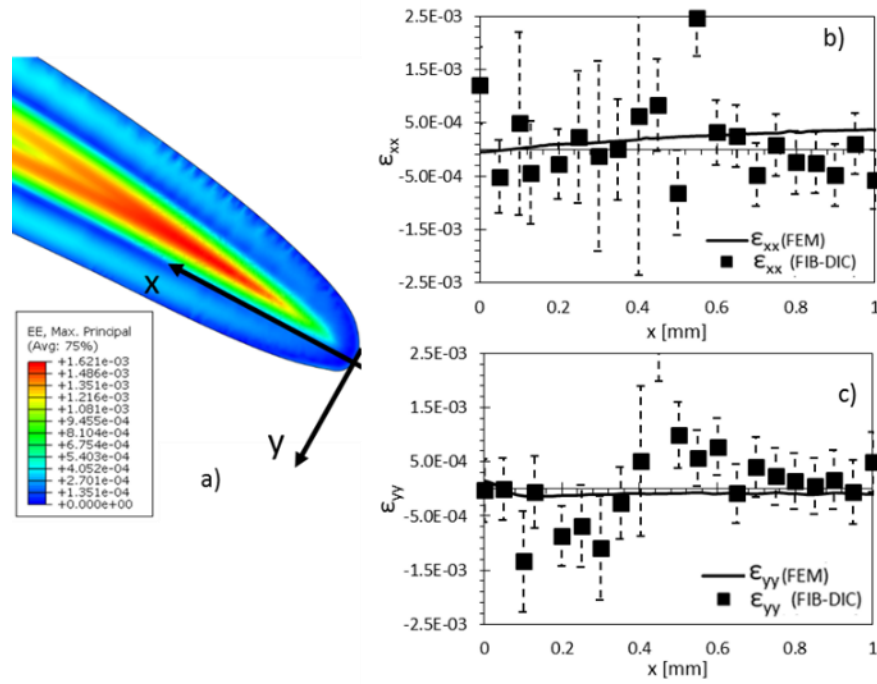 x
y
a)
EE, Max. Principal
(Avg: 75%)
+1.621e-03
+1.486e-03
+1.351e-03
+1.216e-03
+1.081e-03
+9.455e-04
+8.104e-04
+6.754e-04
+5.403e-04
+4.052e-04
+2.701e-04
+1.351e-04
+0.000e+00
b)
2.5E-03
1.5E-03
5.0E-04
-5.0E-04
-1.5E-03
-2.5E-03
εxx
εxx (FEM)
εxx (FIB-DIC)
0 0.2 0.4 0.6 0.8 1
x [mm]
c)
2.5E-03
1.5E-03
5.0E-04
-5.0E-04
-1.5E-03
-2.5E-03
εyy
εyy (FEM)
εyy (FIB-DIC)
0 0.2 0.4 0.6 0.8 1
x [mm]